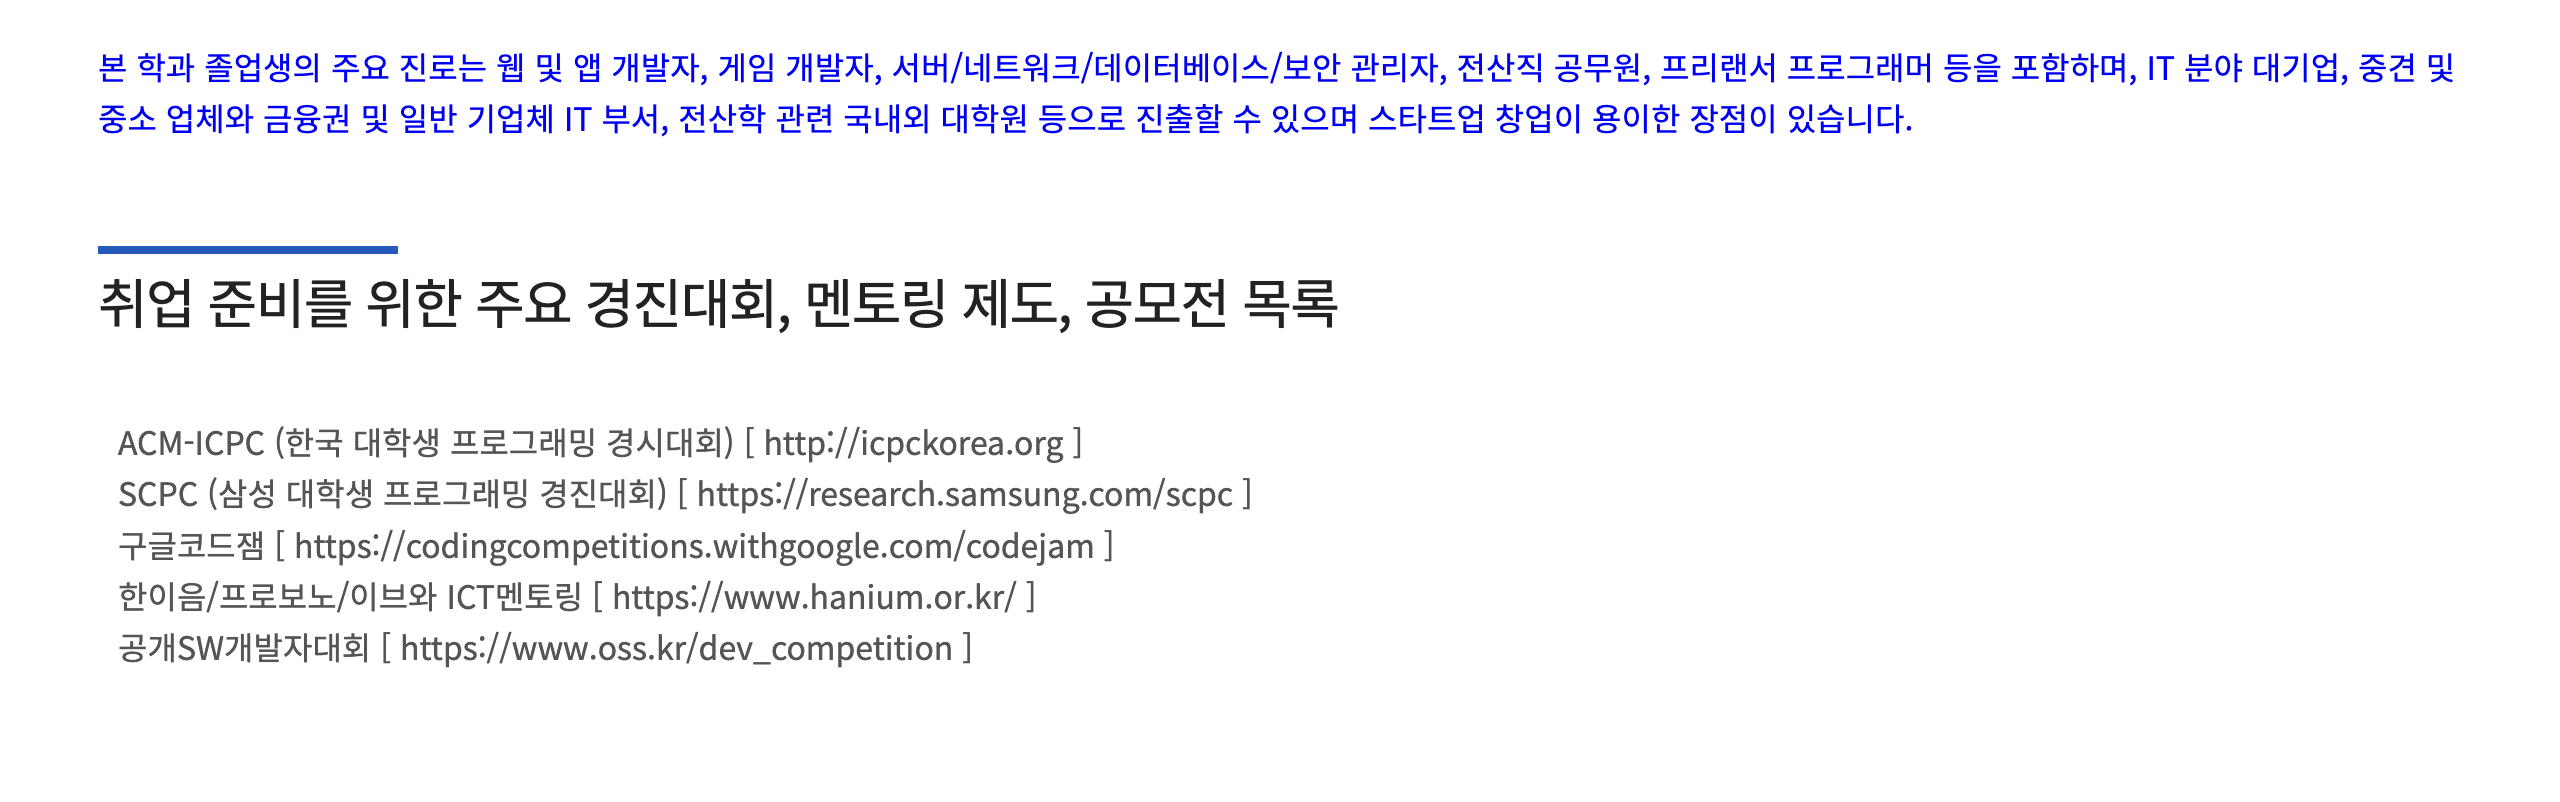 본 학과 졸업생의 주요 진로는 웹 및 앱 개발자, 게임 개발자, 서버/네트워크/데이터베이스/보안 관리자, 전산직 공무원, 프리랜서 프로그래머 등을 포함하며, IT 분야 대기업, 중견 및
중소 업체와 금융권 및 일반 기업체 IT 부서, 전산학 관련 국내외 대학원 등으로 진출할 수 있으며 스타트업 창업이 용이한 장점이 있습니다.
취업 준비를 위한 주요 경진대회, 멘토링 제도, 공모전 목록
ACM-ICPC (한국 대학생 프로그래밍 경시대회) [ http://icpckorea.org ]
SCPC (삼성 대학생 프로그래밍 경진대회) [ https://research.samsung.com/scpc ]
구글코드잼 [ https://codingcompetitions.withgoogle.com/codejam ]
한이음/프로보노/이브와 ICT멘토링 [ https://www.hanium.or.kr/ ]
공개SW개발자대회 [ https://www.oss.kr/dev_competition ]